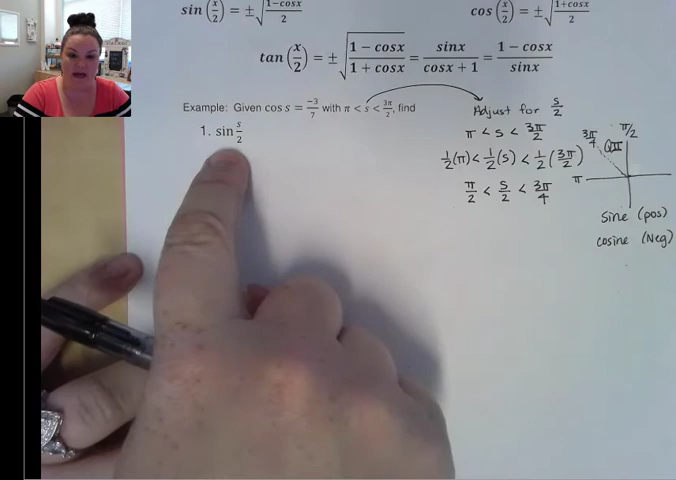 sin(x/2) = ±√((1−cosx)/2)
cos(x/2) = ±√((1+cosx)/2)
tan(x/2) = ±√((1 − cosx)/(1 + cosx)) = sinx/(cosx + 1) = (1 − cosx)/sinx
Example: Given cos s = −3/7 with π < s < 3π/2, find
1. sin s/2
Adjust for s/2
π < s < 3π/2
1/2(π) < 1/2(s) < 1/2(3π/2)
π/2 < s/2 < 3π/4
π/2
3π/4
QII
π
sine (pos)
cosine (Neg)